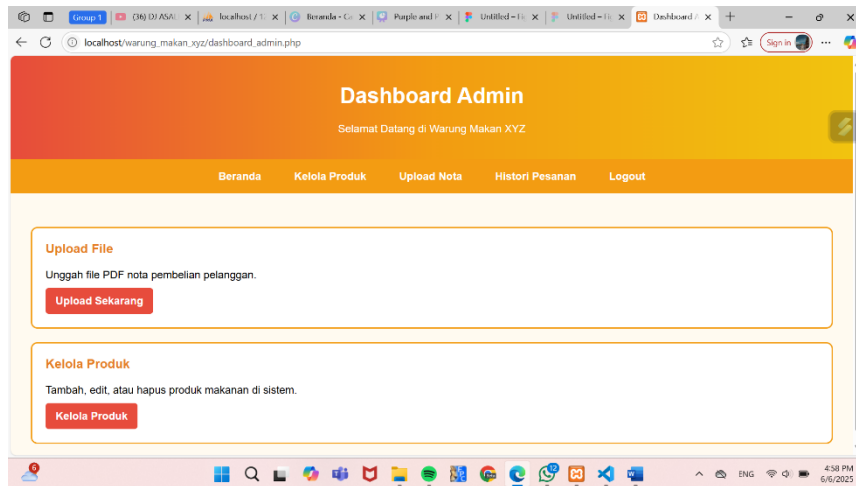 Group 1
(36) DJ ASAL
localhost / 1
Beranda - C
Purple and P
Untitled – Fi
Untitled – Fi
Dashboard A
localhost/warung_makan_xyz/dashboard_admin.php
Sign in
Dashboard Admin
Selamat Datang di Warung Makan XYZ
Beranda Kelola Produk Upload Nota Histori Pesanan Logout
Upload File
Unggah file PDF nota pembelian pelanggan.
Upload Sekarang
Kelola Produk
Tambah, edit, atau hapus produk makanan di sistem.
Kelola Produk
9
12
ENG
4:58 PM
6/6/2025